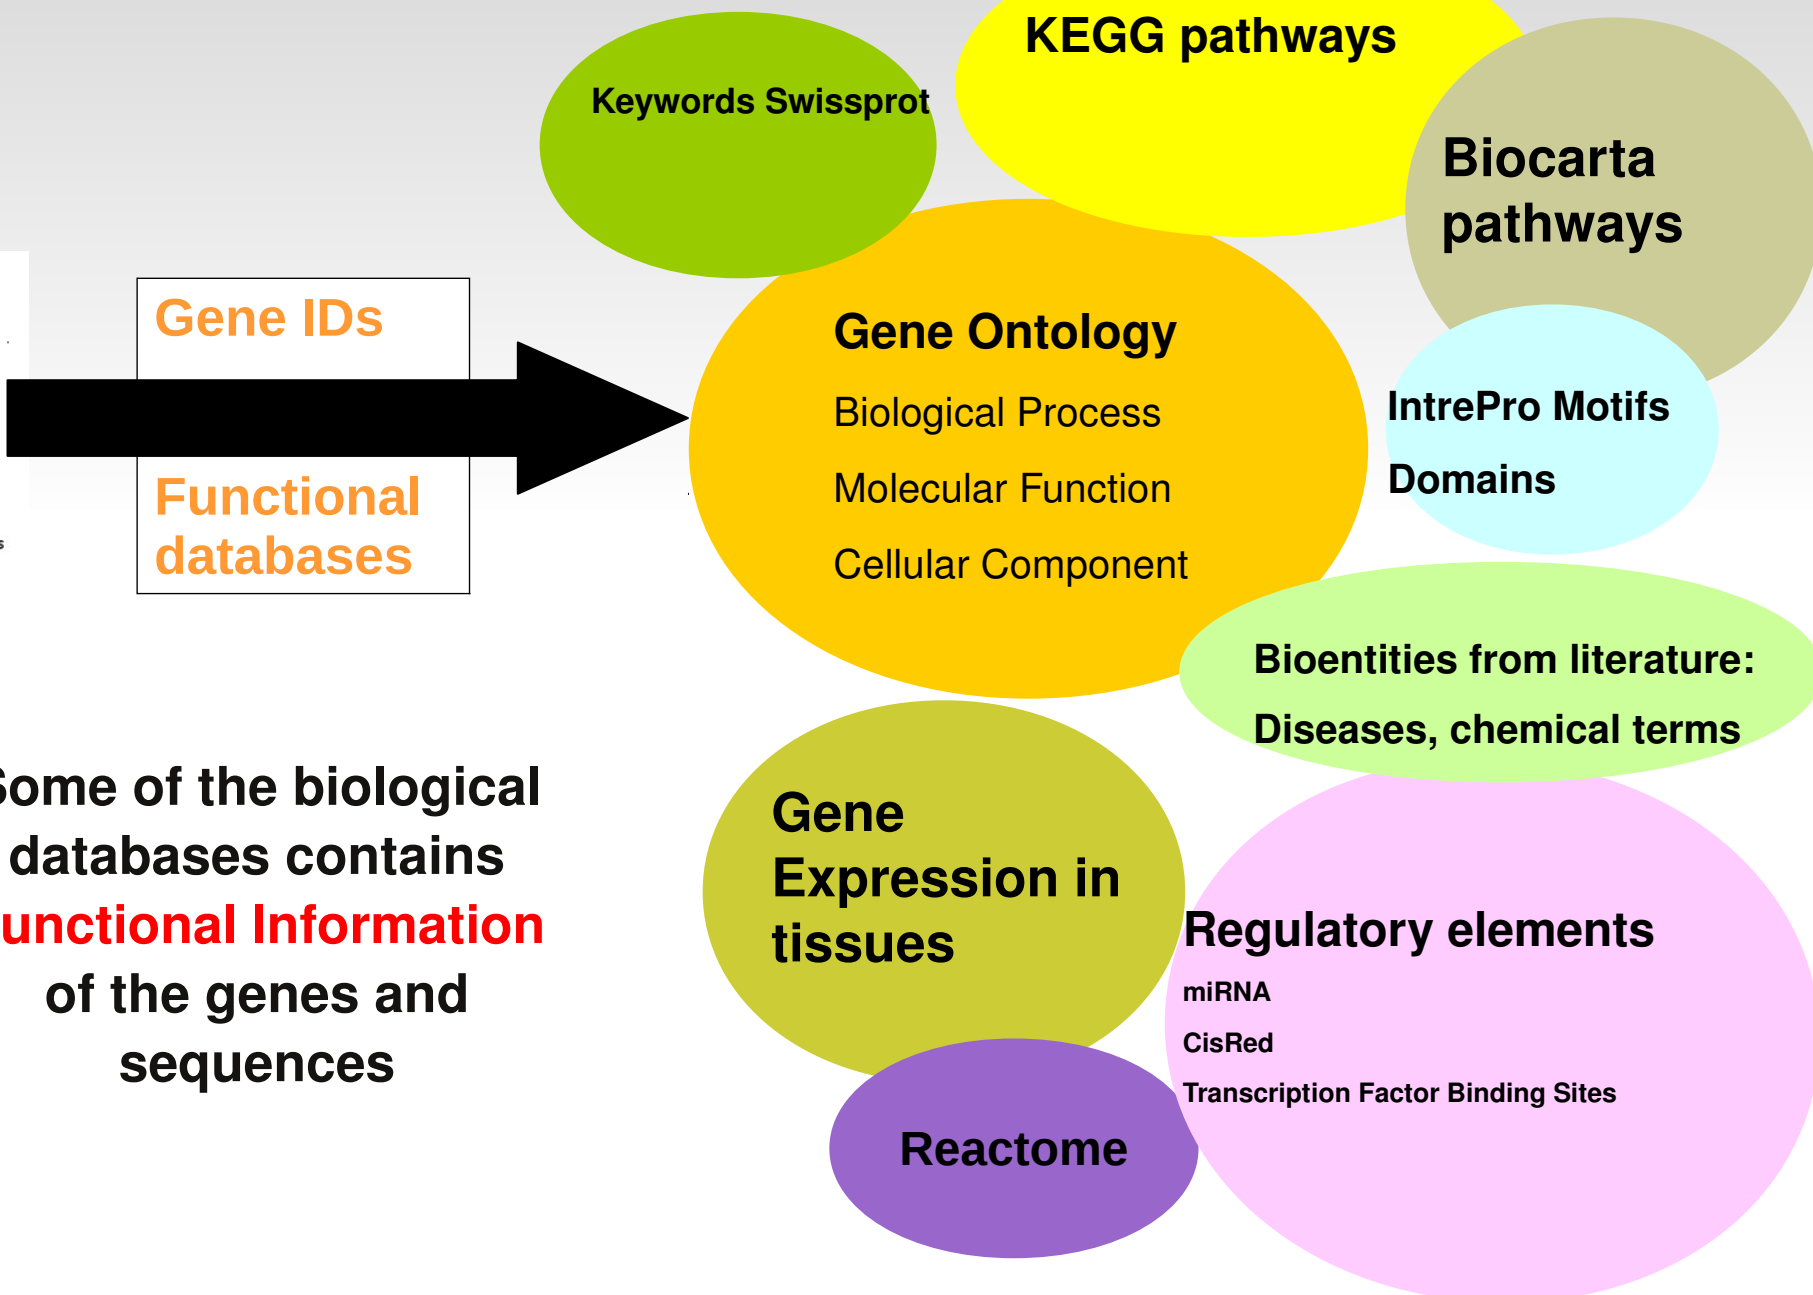 KEGG pathways
Keywords Swissprot
Biocarta
pathways
Gene IDs
Functional
databases
Gene Ontology
Biological Process
Molecular Function
Cellular Component
IntrePro Motifs
Domains
Bioentities from literature:
Diseases, chemical terms
Some of the biological
databases contains
unctional Information
of the genes and
sequences
Gene
Expression in
tissues
Regulatory elements
miRNA
CisRed
Transcription Factor Binding Sites
Reactome